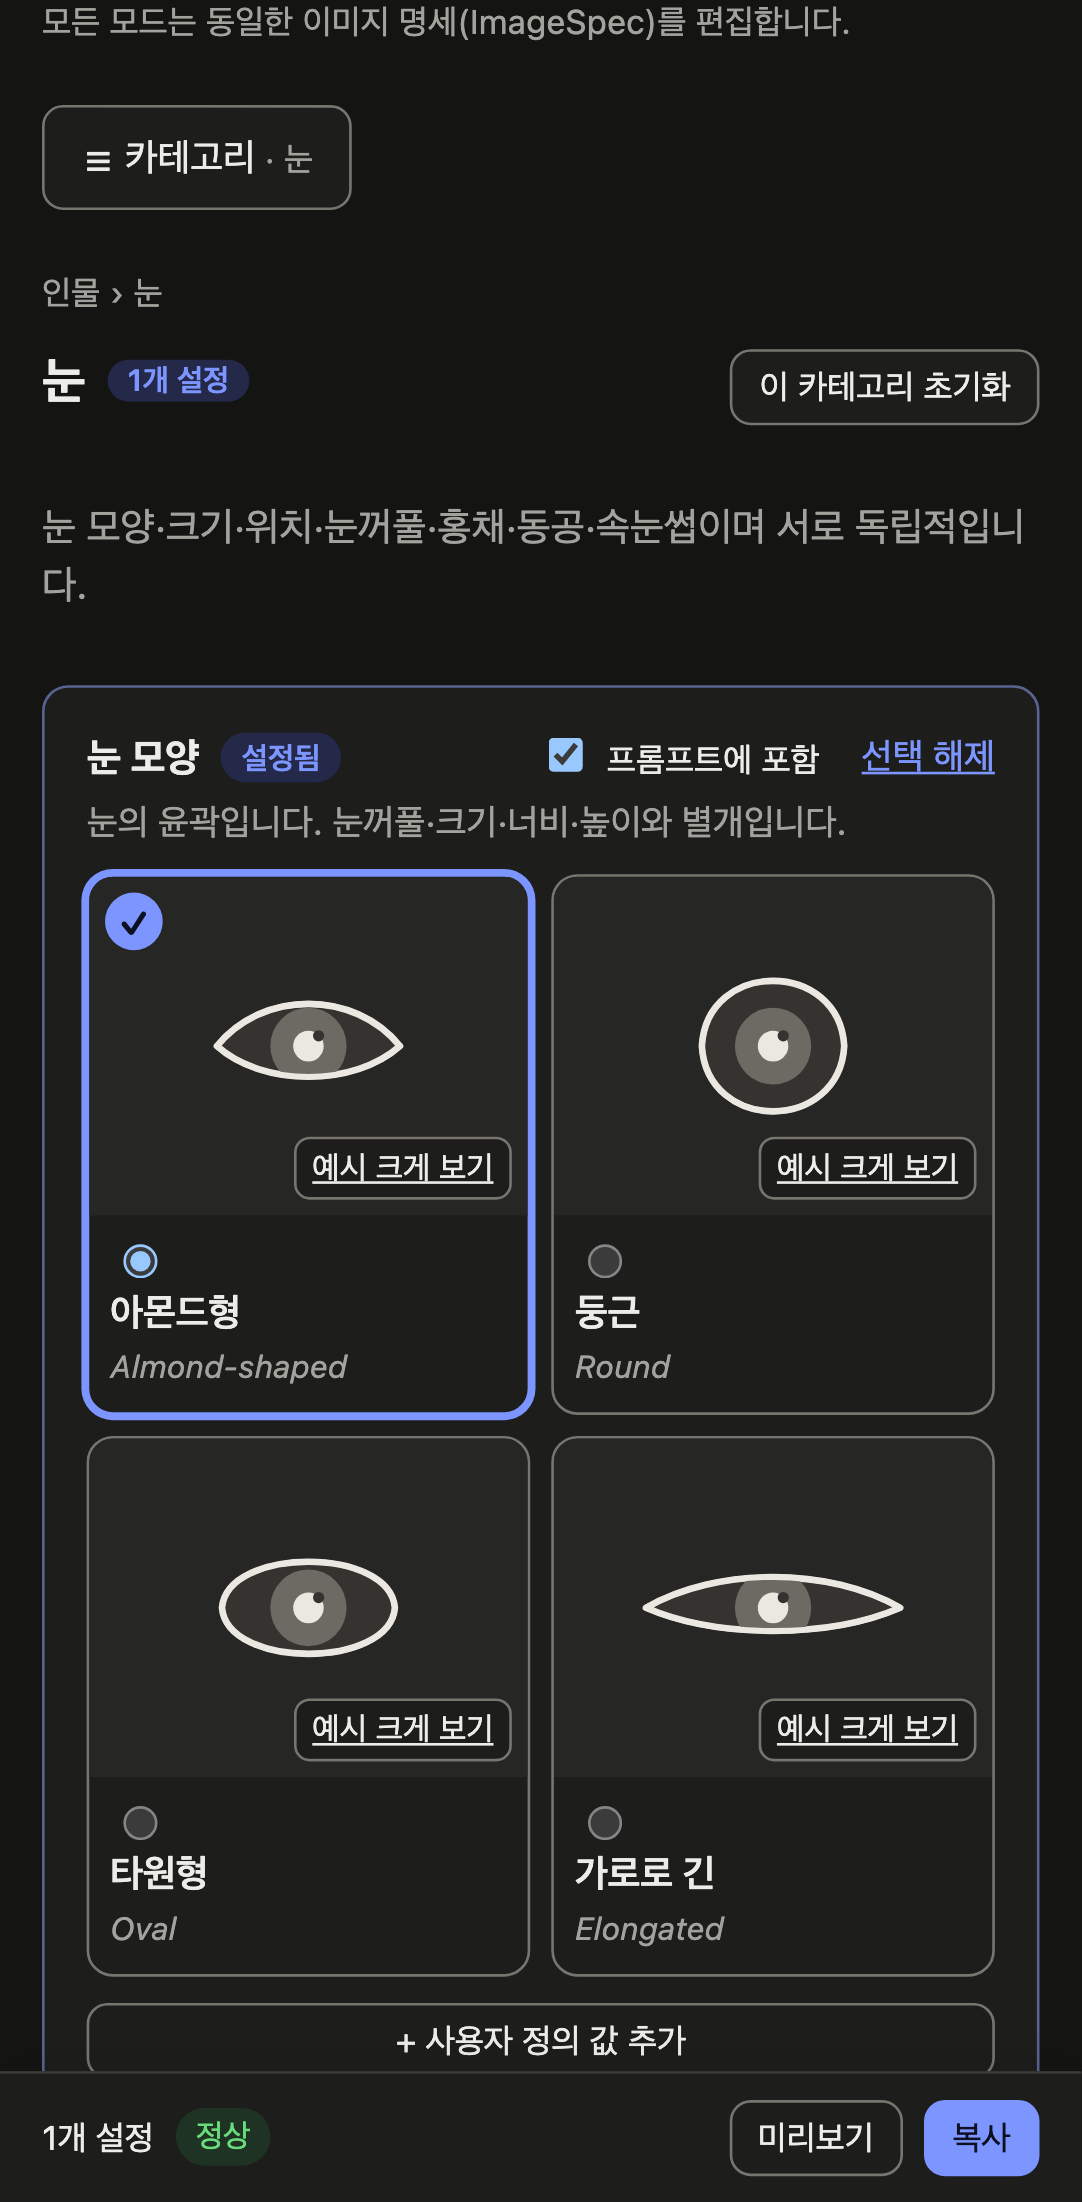 모든 모드는 동일한 이미지 명세(ImageSpec)를 편집합니다.
≡ 카테고리 · 눈
인물 › 눈
눈 1개 설정
이 카테고리 초기화
눈 모양·크기·위치·눈꺼풀·홍채·동공·속눈썹이며 서로 독립적입니
다.
눈 모양 설정됨 프롬프트에 포함 선택 해제
눈의 윤곽입니다. 눈꺼풀·크기·너비·높이와 별개입니다.
예시 크게 보기
아몬드형
Almond-shaped
예시 크게 보기
둥근
Round
예시 크게 보기
타원형
Oval
예시 크게 보기
가로로 긴
Elongated
+ 사용자 정의 값 추가
1개 설정 정상 미리보기 복사